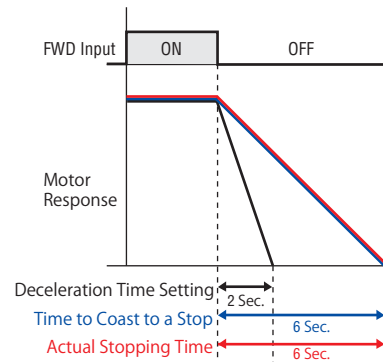 FWD Input ON OFF
Motor
Response
Deceleration Time Setting 2 Sec.
Time to Coast to a Stop 6 Sec.
Actual Stopping Time 6 Sec.